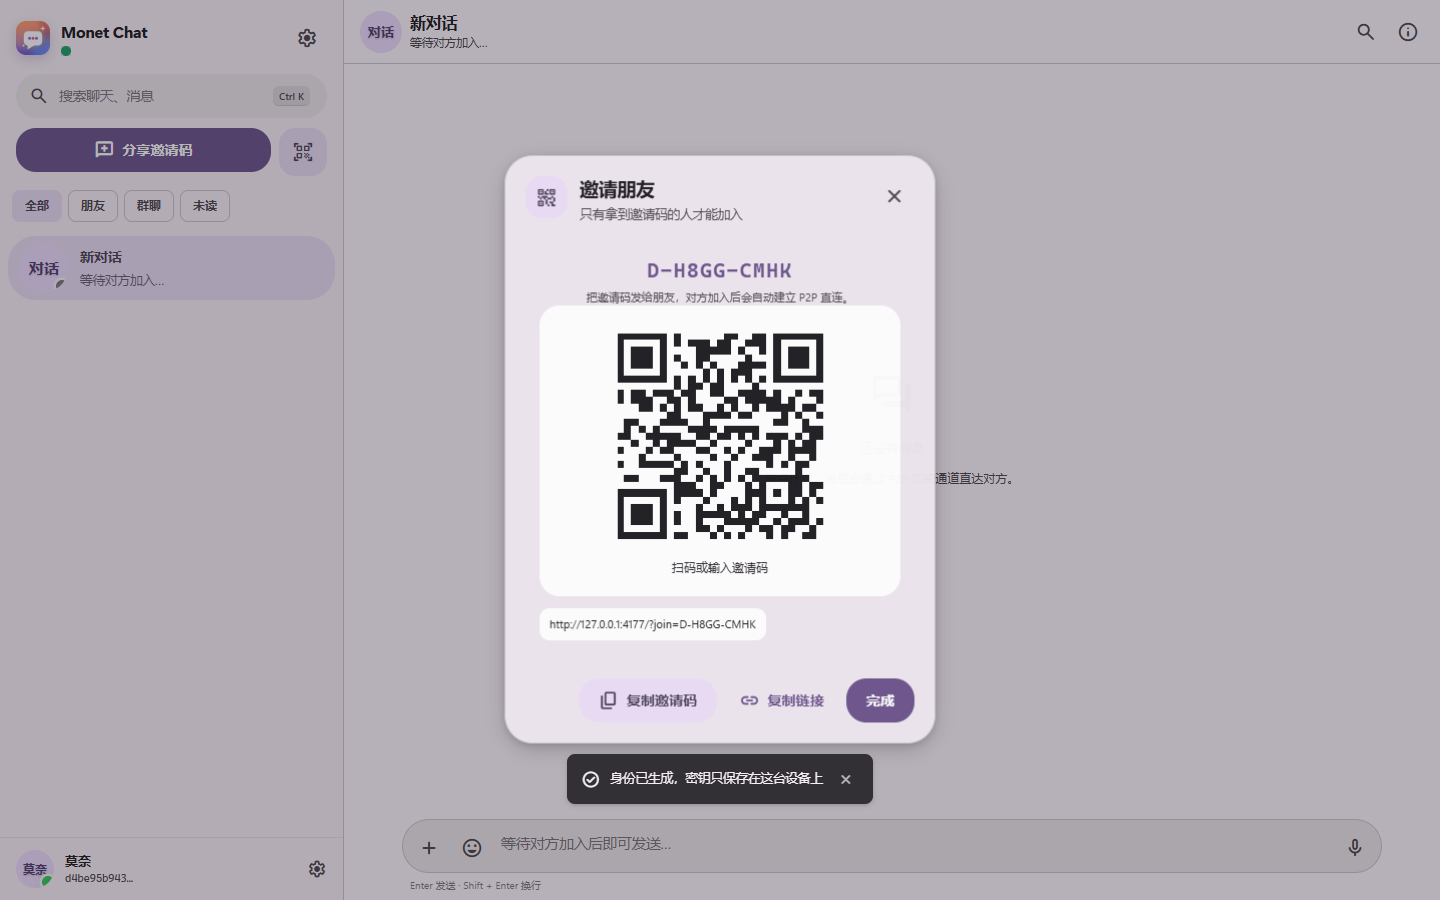 Monet Chat
搜索聊天、消息
Ctrl K
分享邀请码
全部
朋友
群聊
未读
对话
新对话
等待对方加入...
莫奈
d4be95b943...
对话
新对话
等待对方加入...
邀请朋友
只有拿到邀请码的人才能加入
D-H8GG-CMHK
把邀请码发给朋友，对方加入后会自动建立 P2P 直连。
扫码或输入邀请码
http://127.0.0.1:4177/?join=D-H8GG-CMHK
复制邀请码
复制链接
完成
通道直达对方。
身份已生成，密钥只保存在这台设备上
等待对方加入后即可发送...
Enter 发送 · Shift + Enter 换行